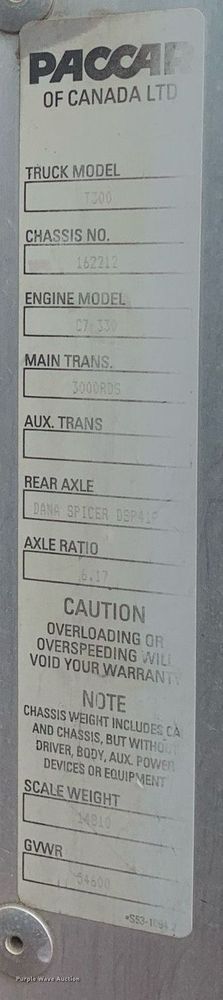 PACCAR
OF CANADA LTD
TRUCK MODEL
T300
CHASSIS NO.
162212
ENGINE MODEL
C7 330
MAIN TRANS.
3000RDS
AUX. TRANS
REAR AXLE
DANA SPICER DSP41P
AXLE RATIO
6.17
CAUTION
OVERLOADING OR
OVERSPEEDING WILL
VOID YOUR WARRANTY
NOTE
CHASSIS WEIGHT INCLUDES CA
AND CHASSIS, BUT WITHOUT
DRIVER, BODY, AUX. POWER
DEVICES OR EQUIPMENT
SCALE WEIGHT
14810
GVWR
54600
Purple Wave Auction